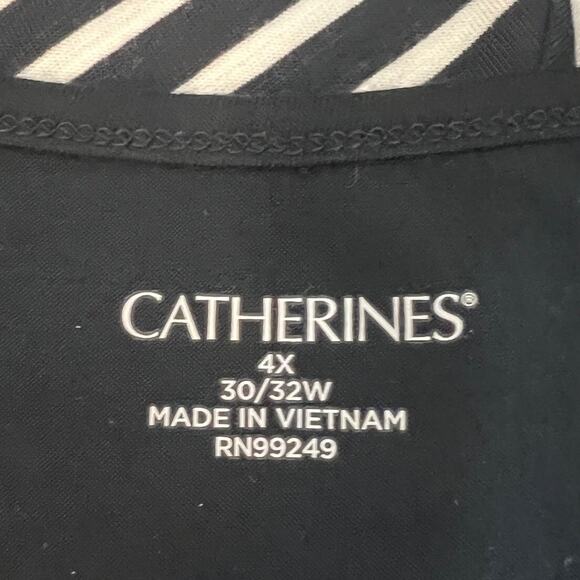 CATHERINES®
4X
30/32W
MADE IN VIETNAM
RN99249